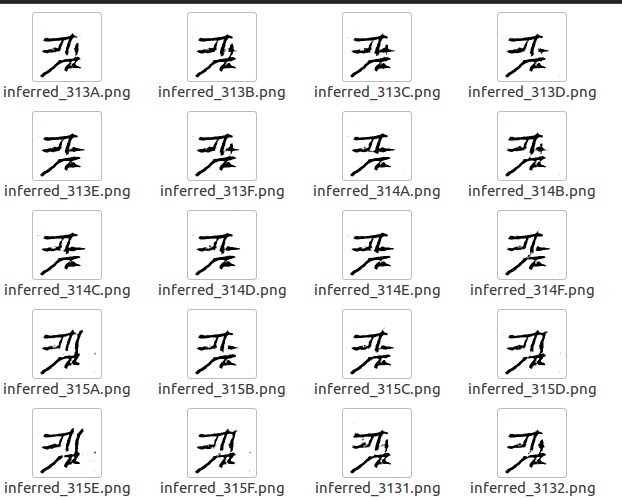 inferred_313A.png inferred_313B.png inferred_313C.png inferred_313D.png
inferred_313E.png inferred_313F.png inferred_314A.png inferred_314B.png
inferred_314C.png inferred_314D.png inferred_314E.png inferred_314F.png
inferred_315A.png inferred_315B.png inferred_315C.png inferred_315D.png
inferred_315E.png inferred_315F.png inferred_3131.png inferred_3132.png